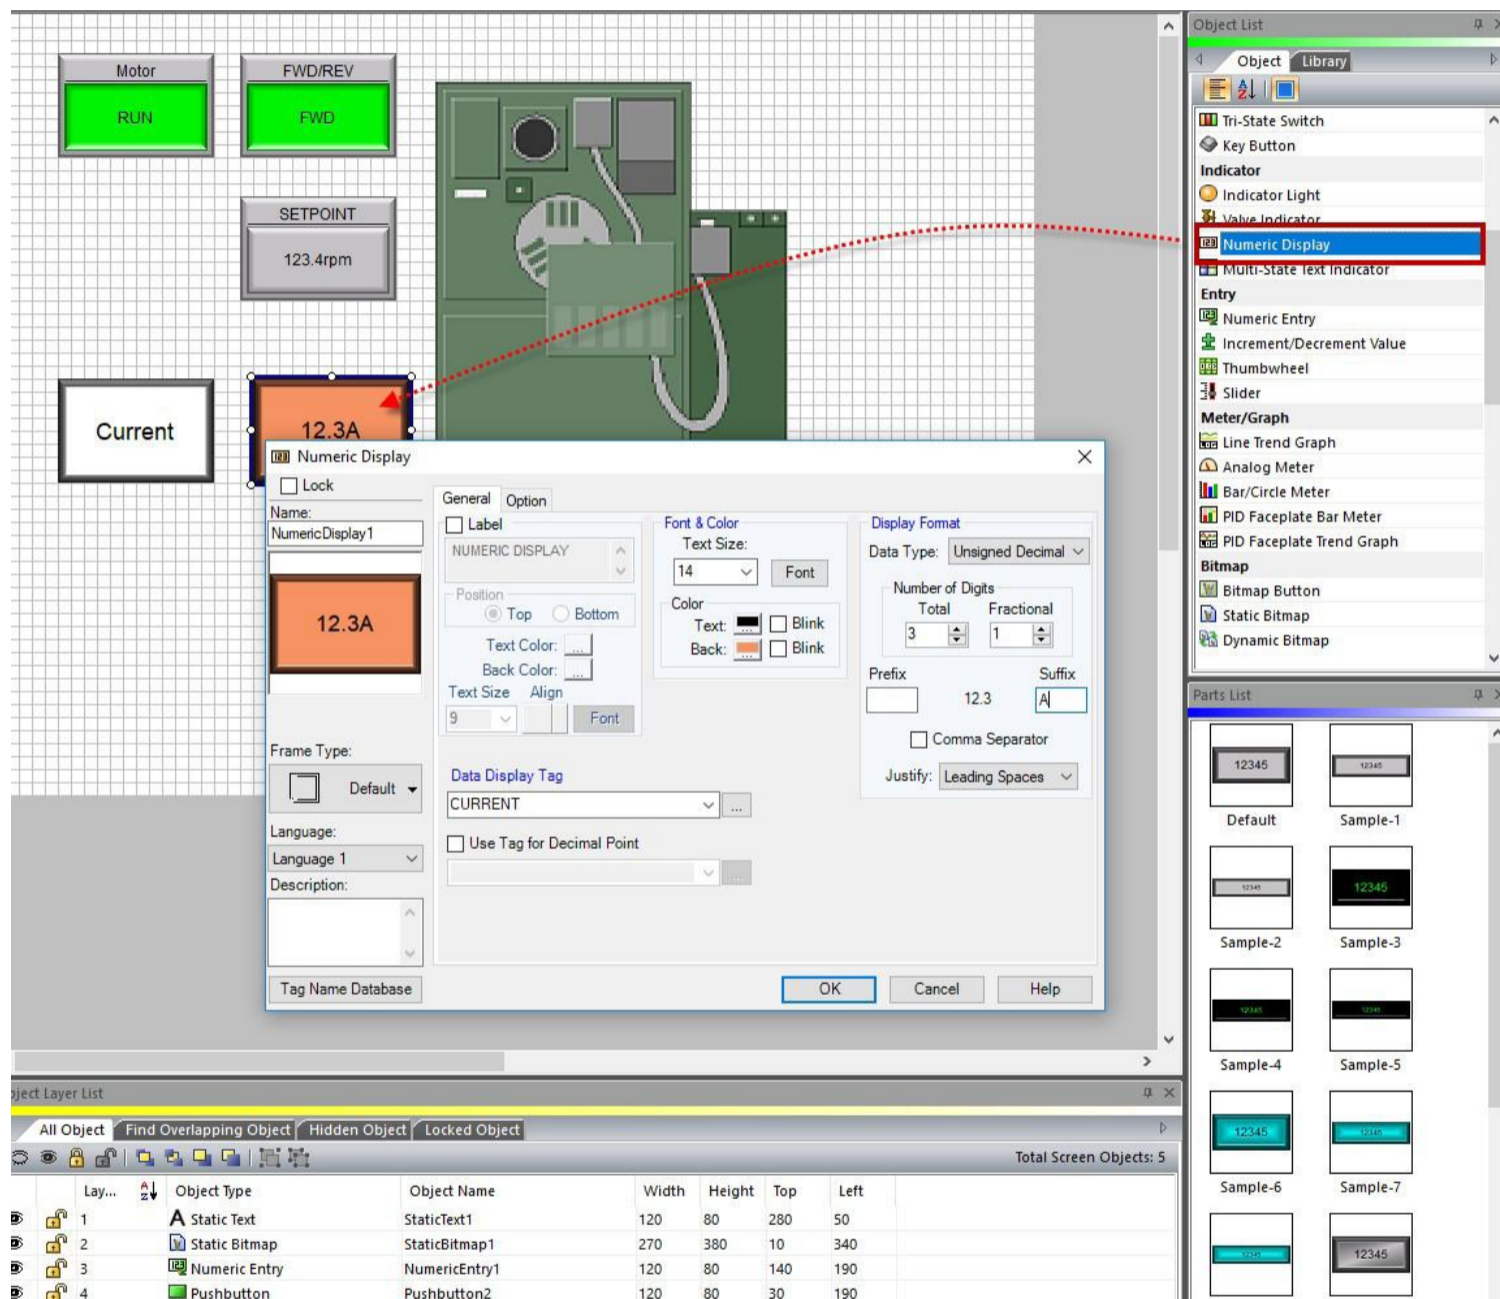 Motor
RUN
FWD/REV
FWD
SETPOINT
123.4rpm
Current
12.3A
Numeric Display
Lock
Name:
NumericDisplay1
12.3A
Frame Type:
Default
Language:
Language 1
Description:
Tag Name Database
General
Option
Label
NUMERIC DISPLAY
Position
Top
Bottom
Text Color:
...
Back Color:
...
Text Size
Align
9
Font
Font & Color
Text Size:
14
Font
Color
Text:
...
Blink
Back:
...
Blink
Display Format
Data Type:
Unsigned Decimal
Number of Digits
Total
Fractional
3
1
Prefix
Suffix
12.3
A
Comma Separator
Justify:
Leading Spaces
Data Display Tag
CURRENT
...
Use Tag for Decimal Point
...
OK
Cancel
Help
Object List
Object
Library
Tri-State Switch
Key Button
Indicator
Indicator Light
Valve Indicator
Numeric Display
Multi-State Text Indicator
Entry
Numeric Entry
Increment/Decrement Value
Thumbwheel
Slider
Meter/Graph
Line Trend Graph
Analog Meter
Bar/Circle Meter
PID Faceplate Bar Meter
PID Faceplate Trend Graph
Bitmap
Bitmap Button
Static Bitmap
Dynamic Bitmap
Parts List
12345
12345
Default
Sample-1
12345
12345
Sample-2
Sample-3
12345
12345
Sample-4
Sample-5
12345
12345
Sample-6
Sample-7
12345
12345
Layer List
All Object
Find Overlapping Object
Hidden Object
Locked Object
Total Screen Objects: 5
Lay... Object Type Object Name Width Height Top Left
1 Static Text StaticText1 120 80 280 50
2 Static Bitmap StaticBitmap1 270 380 10 340
3 Numeric Entry NumericEntry1 120 80 140 190
4 Pushbutton Pushbutton2 120 80 30 190